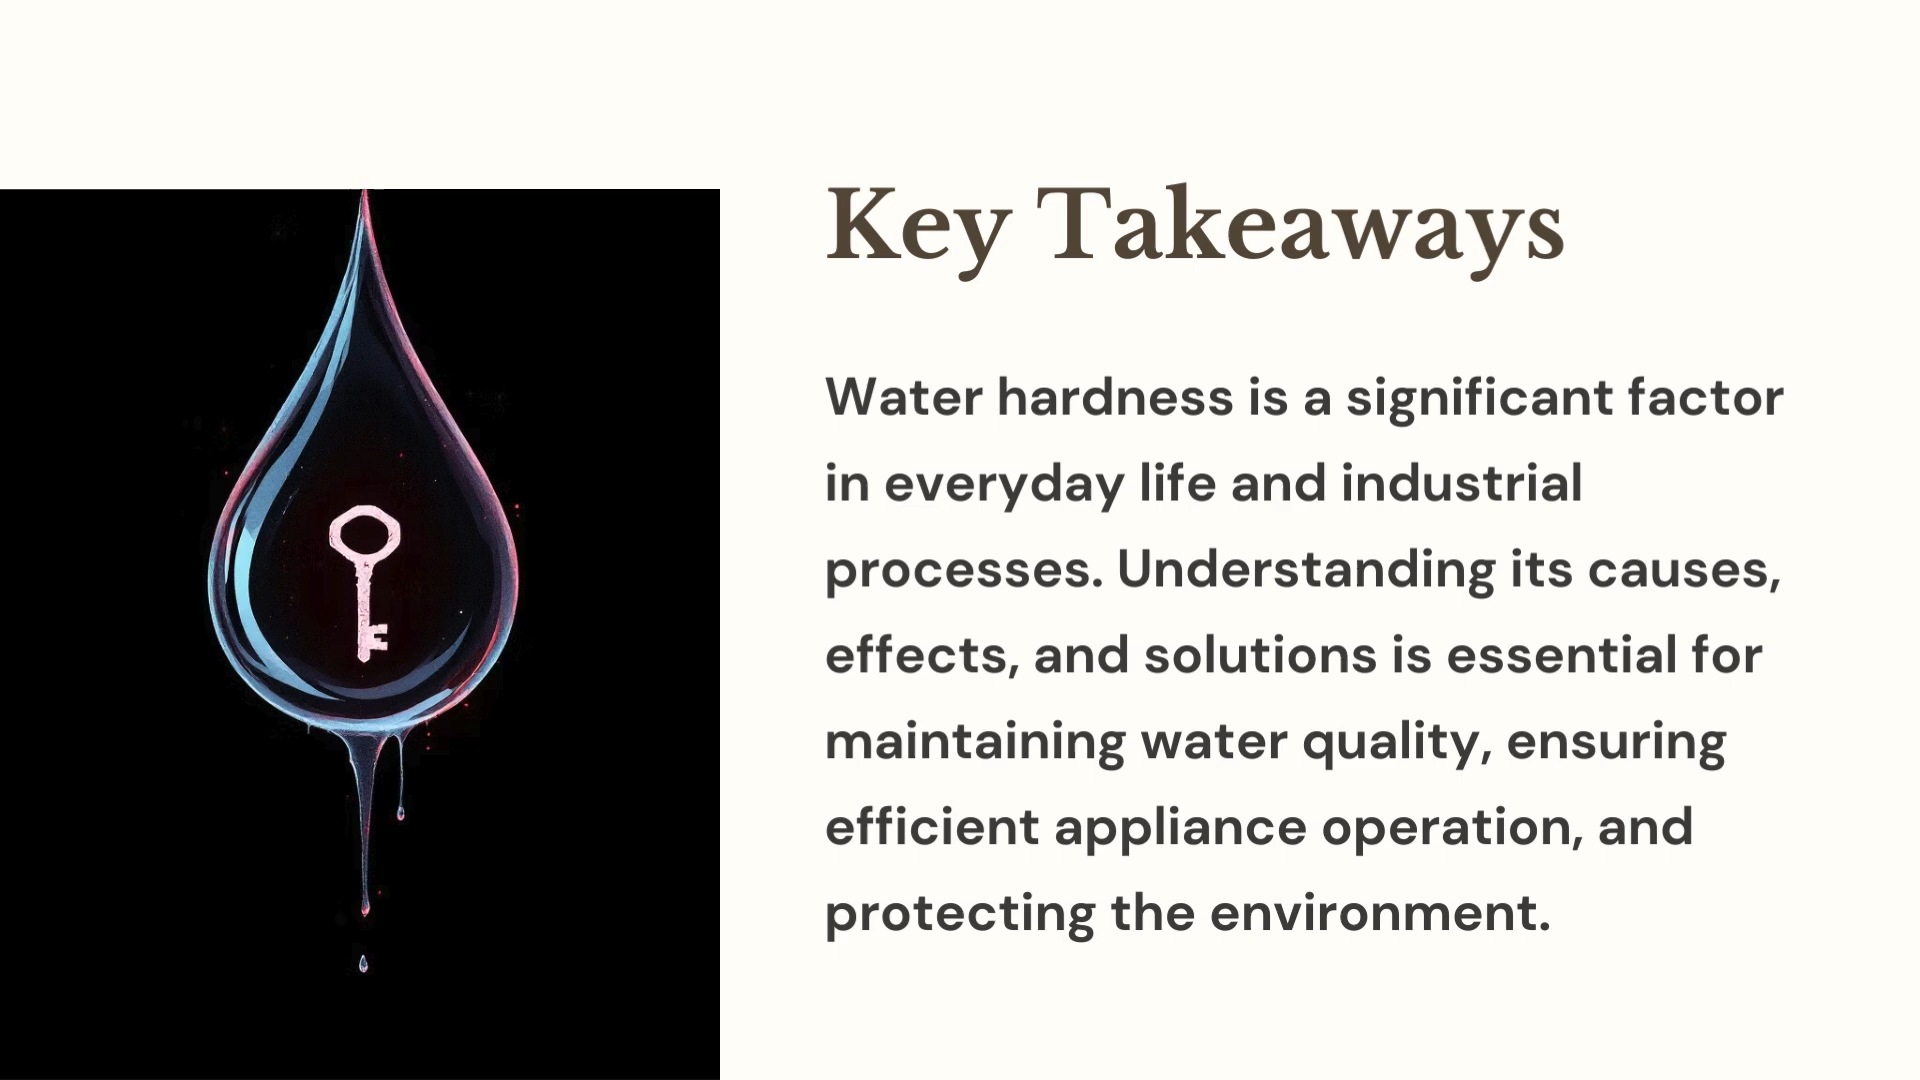 Key Takeaways
Water hardness is a significant factor
in everyday life and industrial
processes. Understanding its causes,
effects, and solutions is essential for
maintaining water quality, ensuring
efficient appliance operation, and
protecting the environment.